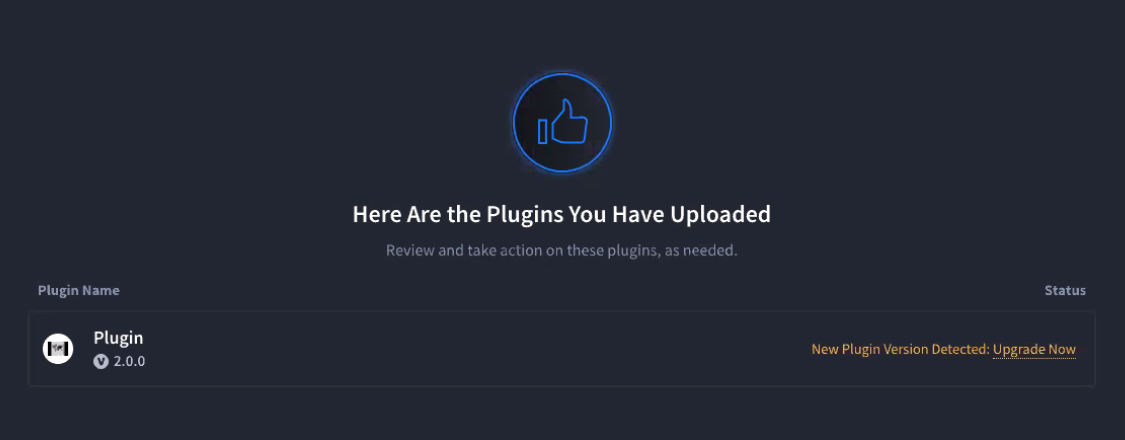 Here Are the Plugins You Have Uploaded
Review and take action on these plugins, as needed.
Plugin Name Status
Plugin
V 2.0.0
New Plugin Version Detected: Upgrade Now